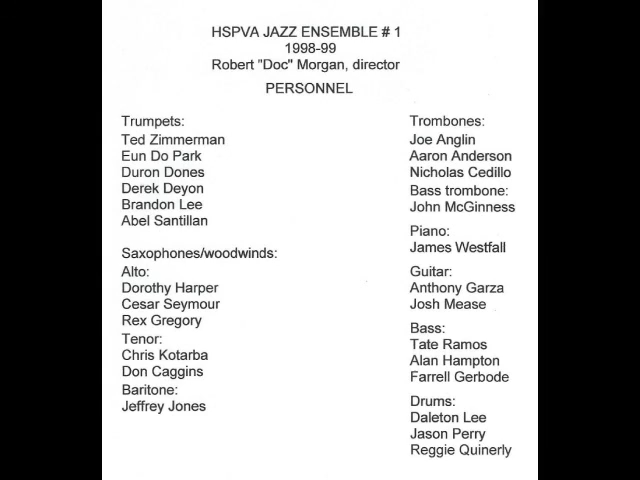 HSPVA JAZZ ENSEMBLE # 1
1998-99
Robert "Doc" Morgan, director
PERSONNEL
Trumpets:
Ted Zimmerman
Eun Do Park
Duron Dones
Derek Deyon
Brandon Lee
Abel Santillan
Saxophones/woodwinds:
Alto:
Dorothy Harper
Cesar Seymour
Rex Gregory
Tenor:
Chris Kotarba
Don Caggins
Baritone:
Jeffrey Jones
Trombones:
Joe Anglin
Aaron Anderson
Nicholas Cedillo
Bass trombone:
John McGinness
Piano:
James Westfall
Guitar:
Anthony Garza
Josh Mease
Bass:
Tate Ramos
Alan Hampton
Farrell Gerbode
Drums:
Daleton Lee
Jason Perry
Reggie Quinerly